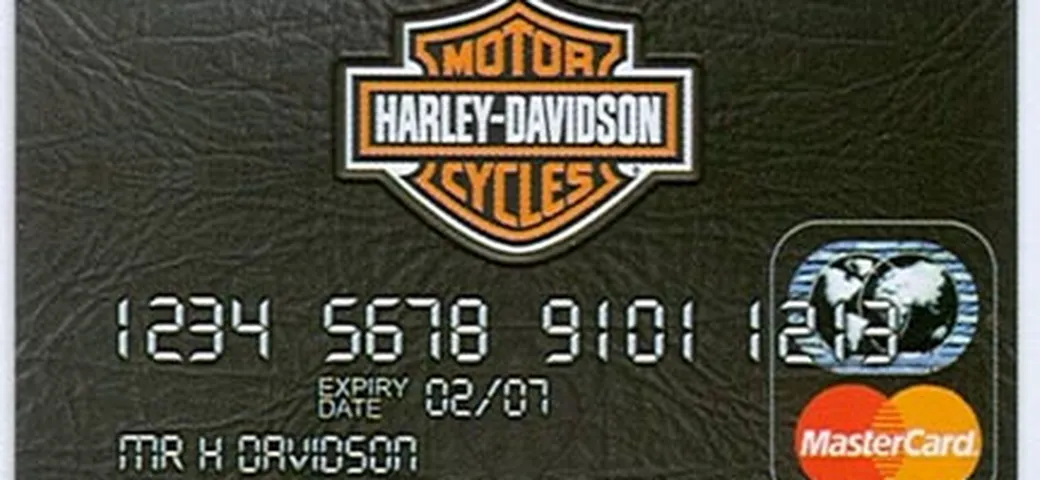 MOTOR
HARLEY-DAVIDSON
CYCLES
1234 5678 9101 1213
EXPIRY DATE 02/07
MR H DAVIDSON
MasterCard